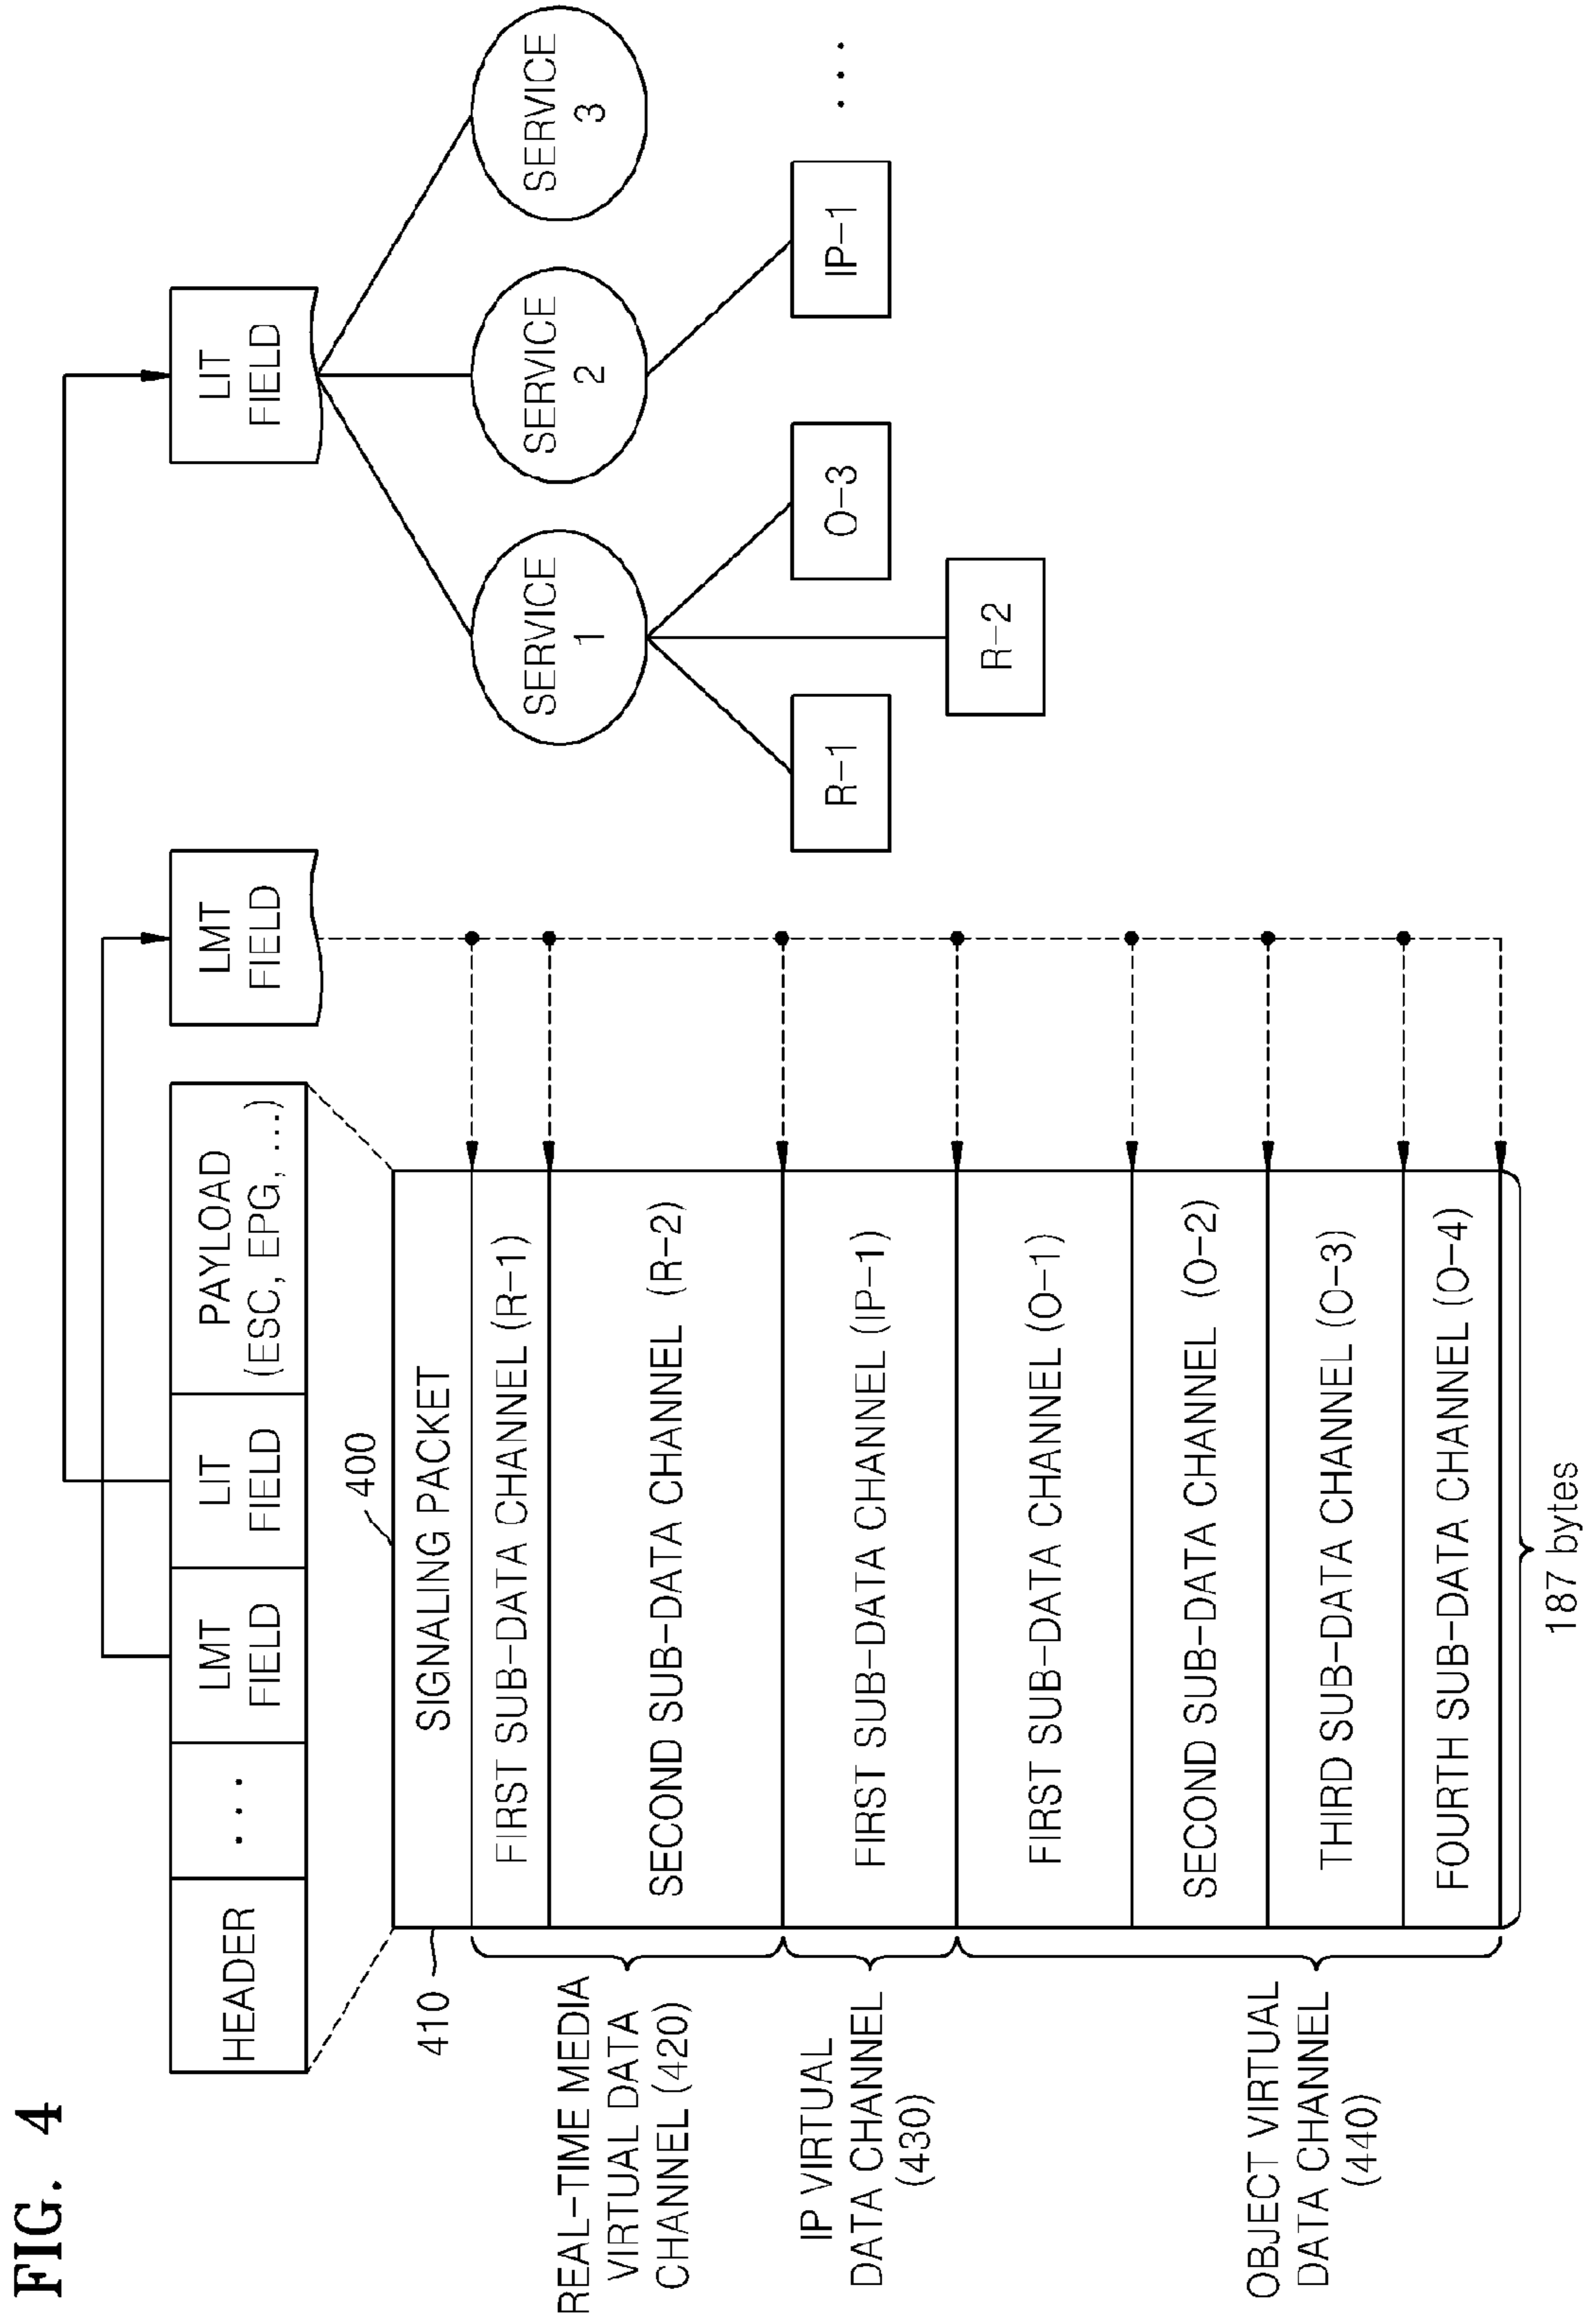 FIG. 4
HEADER
...
LMT
FIELD
LIT
FIELD
PAYLOAD
(ESC, EPG, ...)
LMT
FIELD
LIT
FIELD
400
410
SIGNALING PACKET
FIRST SUB-DATA CHANNEL (R-1)
SECOND SUB-DATA CHANNEL (R-2)
FIRST SUB-DATA CHANNEL (IP-1)
FIRST SUB-DATA CHANNEL (O-1)
SECOND SUB-DATA CHANNEL (O-2)
THIRD SUB-DATA CHANNEL (O-3)
FOURTH SUB-DATA CHANNEL (O-4)
187 bytes
REAL-TIME MEDIA
VIRTUAL DATA
CHANNEL (420)
IP VIRTUAL
DATA CHANNEL
(430)
OBJECT VIRTUAL
DATA CHANNEL
(440)
SERVICE
1
SERVICE
2
SERVICE
3
R-1
R-2
O-3
IP-1
...